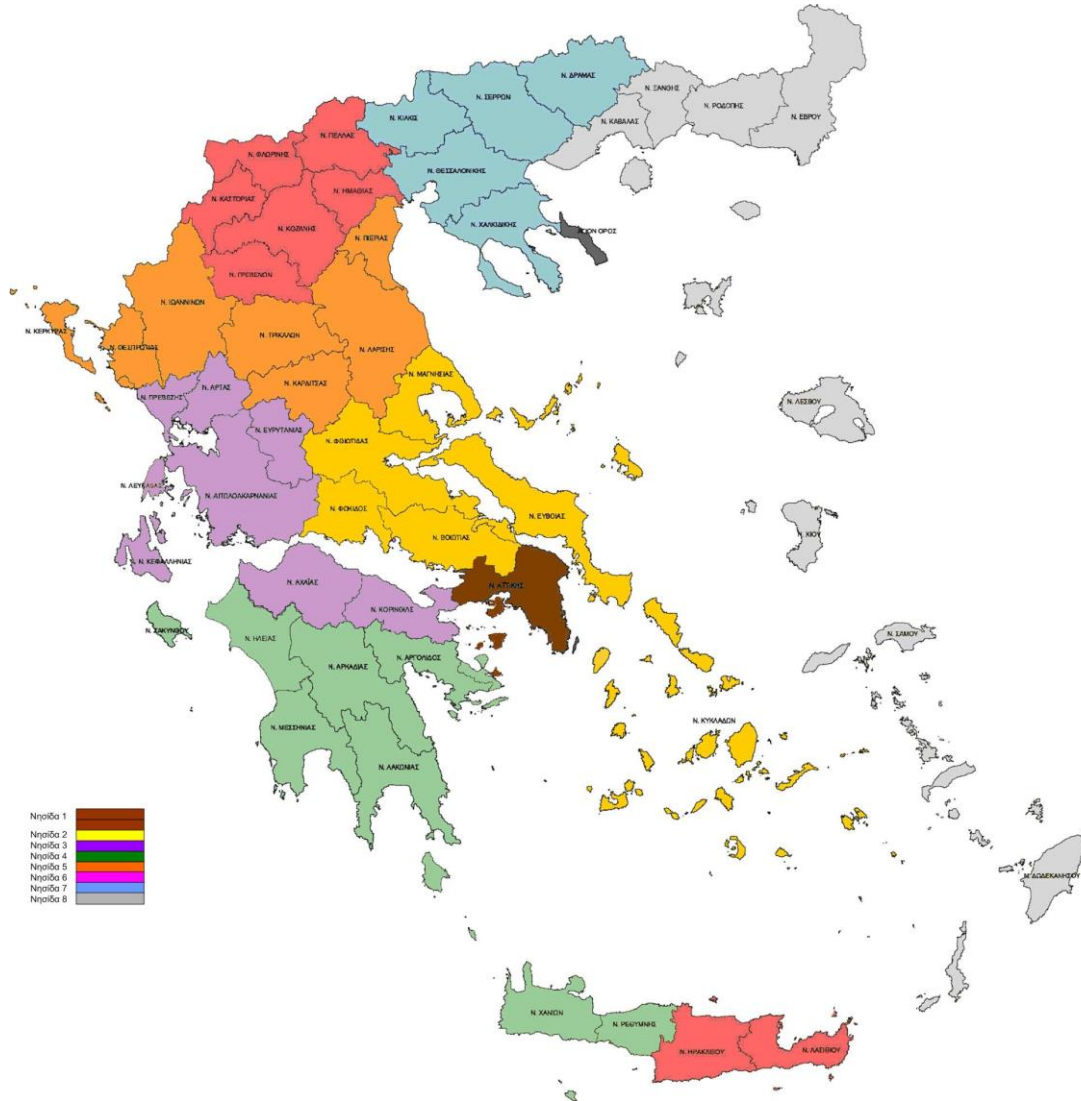 Ν. ΔΡΑΜΑΣ
Ν. ΞΑΝΘΗΣ
Ν. ΣΕΡΡΩΝ
Ν. ΡΟΔΟΠΗΣ
Ν. ΚΙΛΚΙΣ
Ν. ΚΑΒΑΛΑΣ
Ν. ΕΒΡΟΥ
Ν. ΠΕΛΛΑΣ
Ν. ΦΛΩΡΙΝΗΣ
Ν. ΘΕΣΣΑΛΟΝΙΚΗΣ
Ν. ΗΜΑΘΙΑΣ
Ν. ΚΑΣΤΟΡΙΑΣ
Ν. ΧΑΛΚΙΔΙΚΗΣ
Ν. ΚΟΖΑΝΗΣ
ΑΓΙΟΝ ΟΡΟΣ
Ν. ΠΙΕΡΙΑΣ
Ν. ΓΡΕΒΕΝΩΝ
Ν. ΙΩΑΝΝΙΝΩΝ
Ν. ΚΕΡΚΥΡΑΣ
Ν. ΤΡΙΚΑΛΩΝ
Ν. ΘΕΣΠΡΩΤΙΑΣ
Ν. ΛΑΡΙΣΗΣ
Ν. ΜΑΓΝΗΣΙΑΣ
Ν. ΑΡΤΑΣ
Ν. ΚΑΡΔΙΤΣΑΣ
Ν. ΠΡΕΒΕΖΗΣ
Ν. ΛΕΣΒΟΥ
Ν. ΕΥΡΥΤΑΝΙΑΣ
Ν. ΦΘΙΩΤΙΔΑΣ
Ν. ΛΕΥΚΑΔΑΣ
Ν. ΑΙΤΩΛΟΑΚΑΡΝΑΝΙΑΣ
Ν. ΦΩΚΙΔΟΣ
Ν. ΕΥΒΟΙΑΣ
Ν. ΒΟΙΩΤΙΑΣ
Ν. ΧΙΟΥ
Ν. Ν. ΚΕΦΑΛΛΗΝΙΑΣ
Ν. ΑΧΑΪΑΣ
Ν. ΑΤΤΙΚΗΣ
Ν. ΚΟΡΙΝΘΙΑΣ
Ν. ΖΑΚΥΝΘΟΥ
Ν. ΗΛΕΙΑΣ
Ν. ΣΑΜΟΥ
Ν. ΑΡΓΟΛΙΔΟΣ
Ν. ΑΡΚΑΔΙΑΣ
Ν. ΚΥΚΛΑΔΩΝ
Ν. ΜΕΣΣΗΝΙΑΣ
Ν. ΛΑΚΩΝΙΑΣ
Νησίδα 1
Νησίδα 2
Νησίδα 3
Νησίδα 4
Νησίδα 5
Νησίδα 6
Νησίδα 7
Νησίδα 8
Ν. ΔΩΔΕΚΑΝΗΣΟΥ
Ν. ΧΑΝΙΩΝ
Ν. ΡΕΘΥΜΝΗΣ
Ν. ΗΡΑΚΛΕΙΟΥ
Ν. ΛΑΣΙΘΙΟΥ